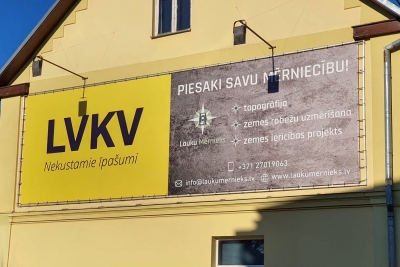 LVKV
Nekustamie īpašumi
PIESAKI SAVU MĒRNIECĪBU!
topogrāfija
zemes robežu uzmērīšana
zemes ierīcības projekts
Lauku Mērnieks
+371 27019063
info@laukumernieks.lv
www.laukumernieks.lv